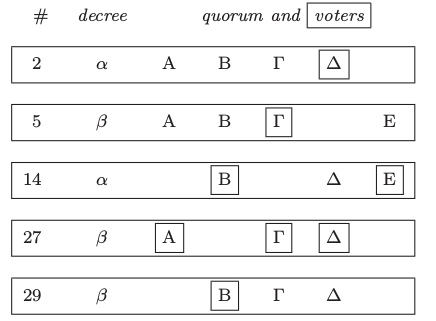 # decree quorum and voters
2 α Α Β Γ Δ
5 β Α Β Γ Ε
14 α Β Δ Ε
27 β Α Γ Δ
29 β Β Γ Δ